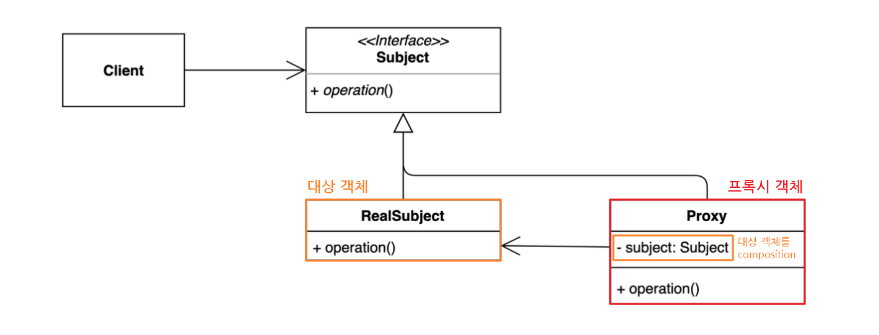 Client
<<Interface>>
Subject
+ operation()
대상 객체
프록시 객체
RealSubject
+ operation()
Proxy
- subject: Subject
대상 객체를
composition
+ operation()